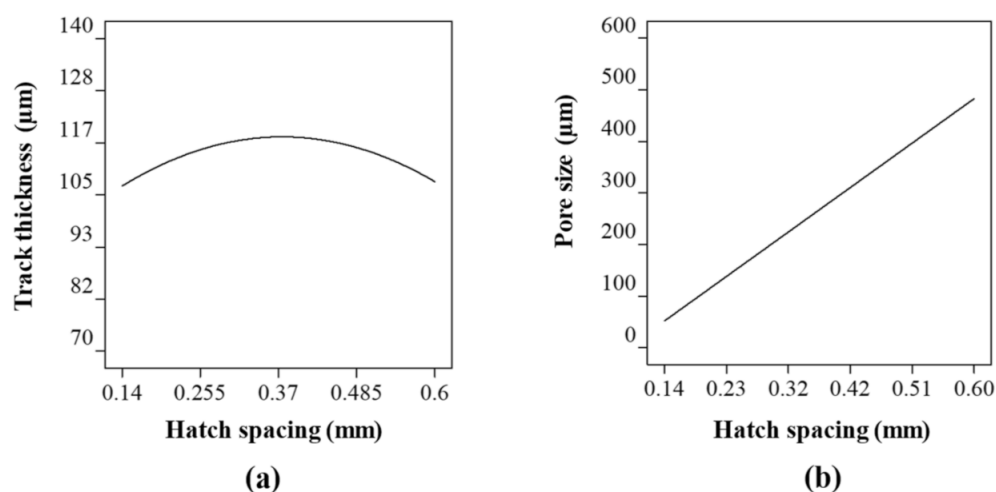 140
128
117
105
93
82
70
Track thickness (µm)
0.14 0.255 0.37 0.485 0.6
Hatch spacing (mm)
(a)
600
500
400
300
200
100
0
Pore size (µm)
0.14 0.23 0.32 0.42 0.51 0.60
Hatch spacing (mm)
(b)